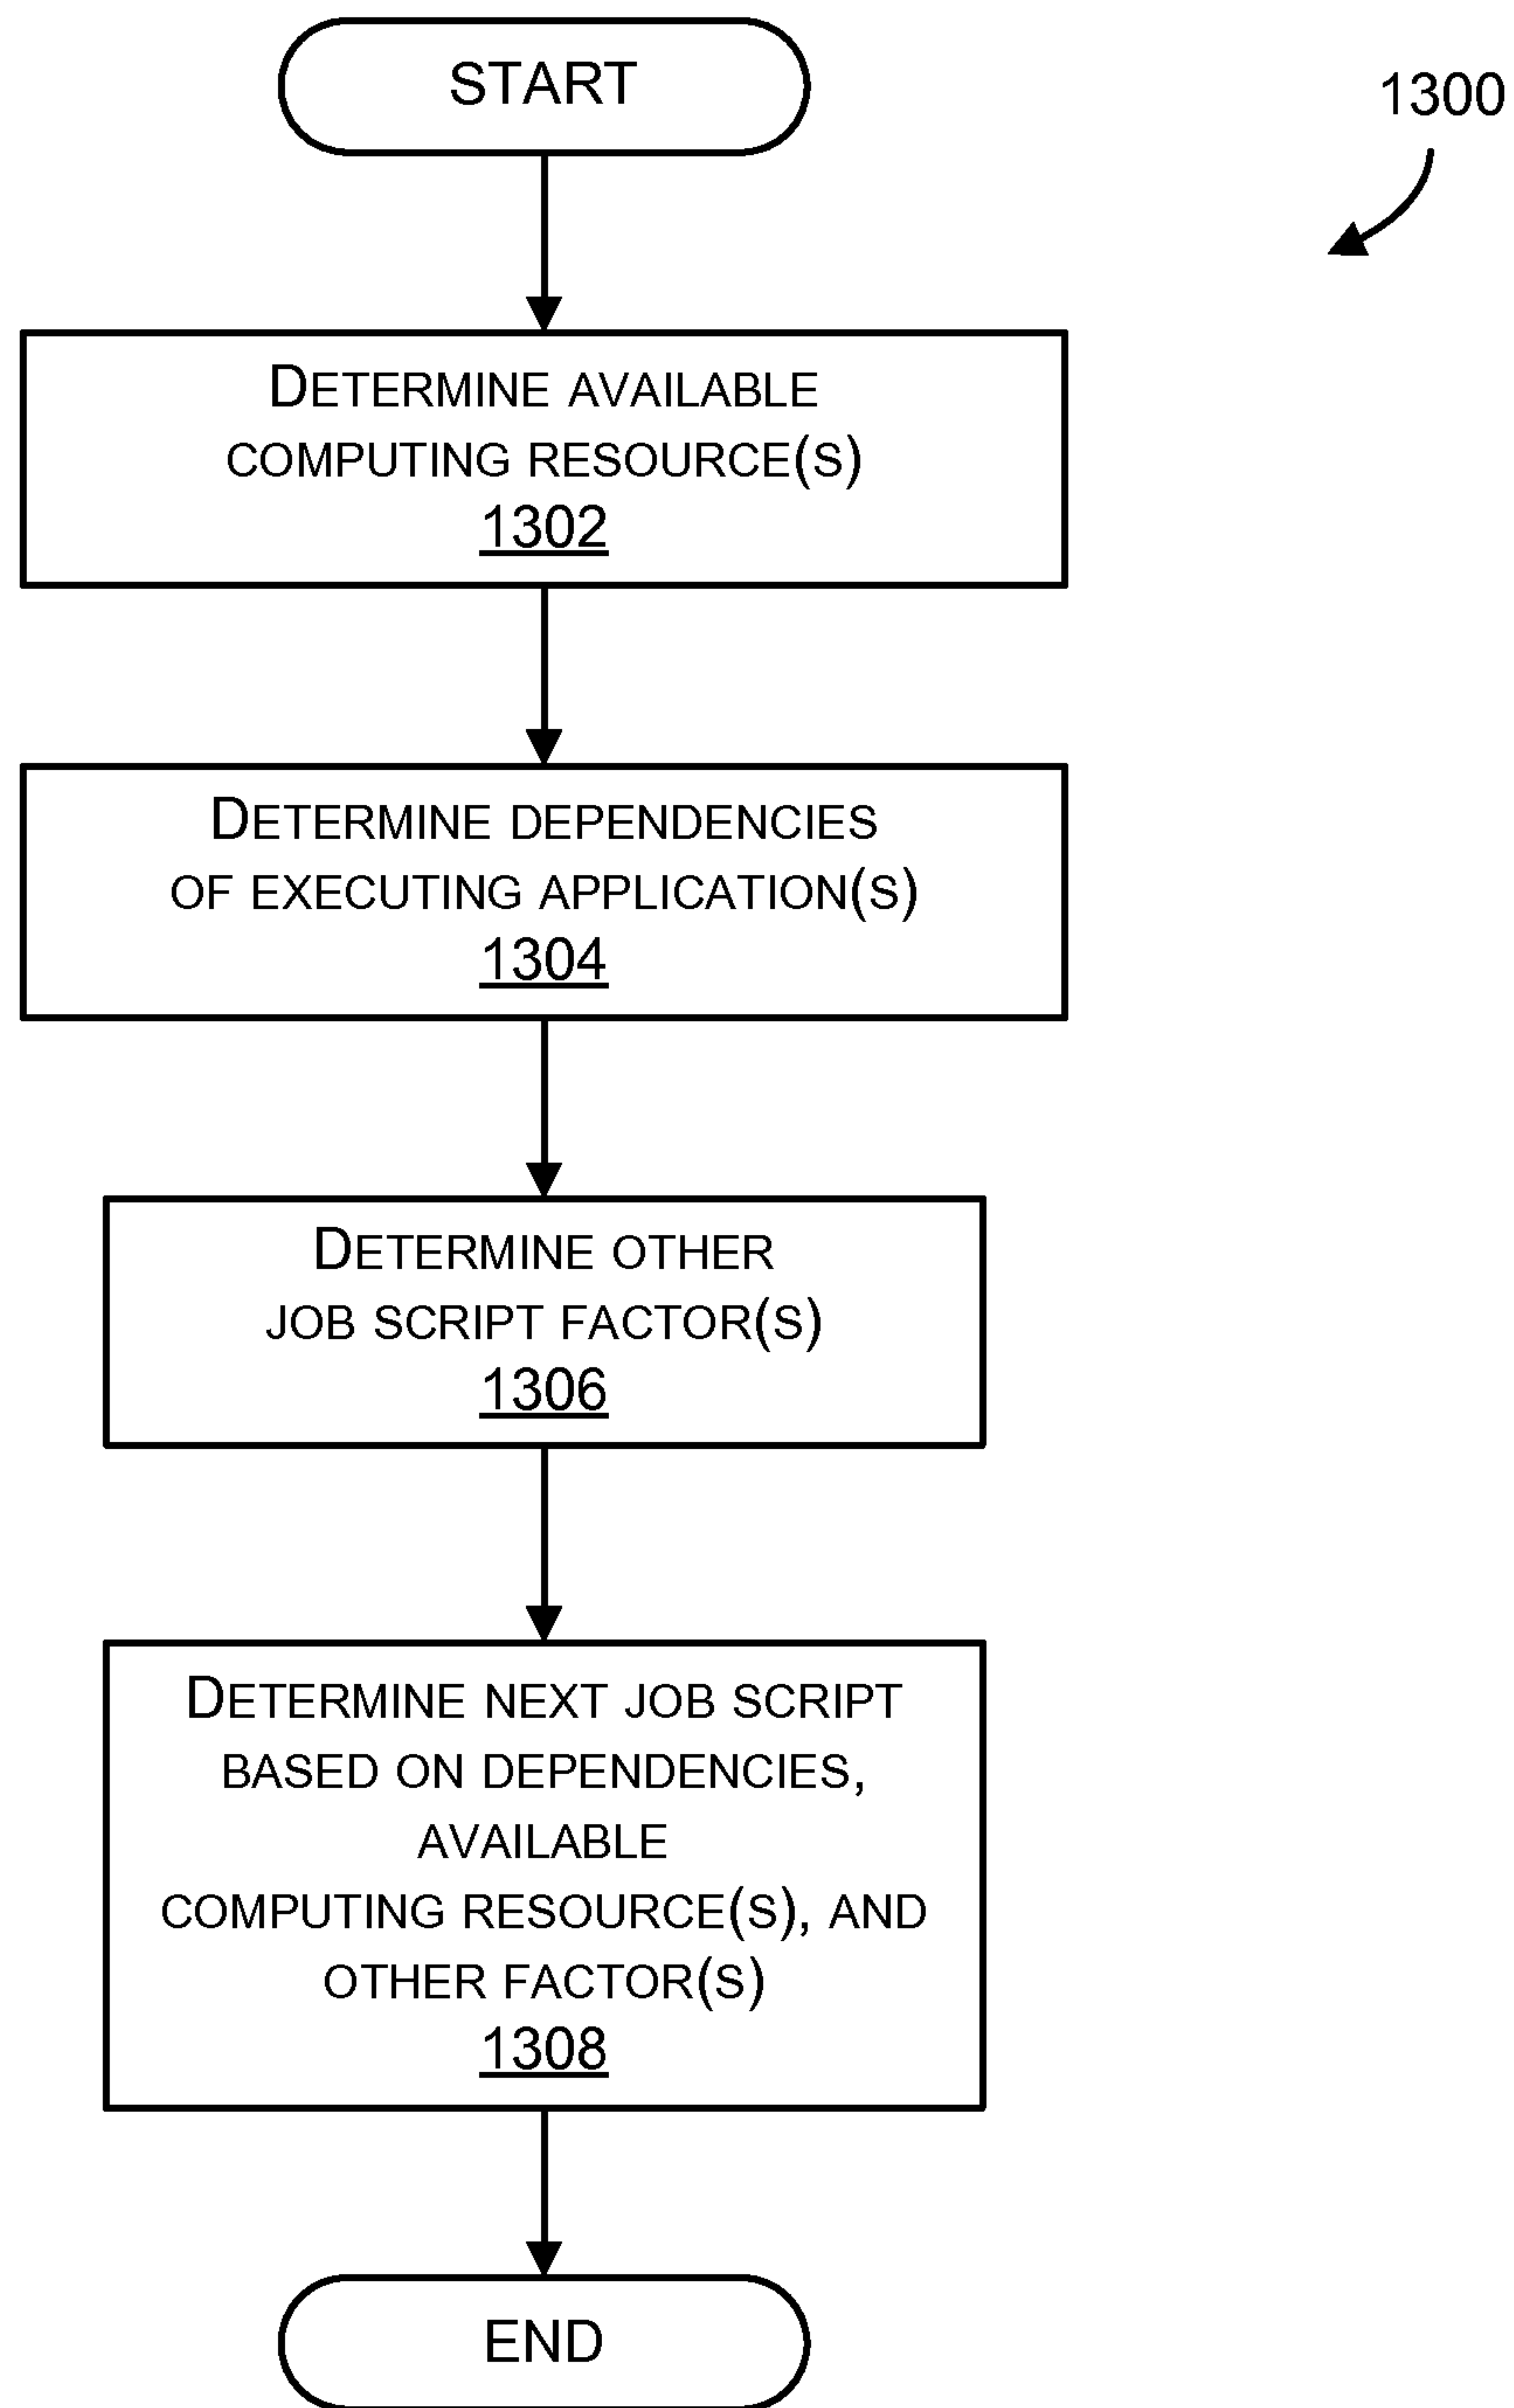 START
1300
DETERMINE AVAILABLE
COMPUTING RESOURCE(S)
1302
DETERMINE DEPENDENCIES
OF EXECUTING APPLICATION(S)
1304
DETERMINE OTHER
JOB SCRIPT FACTOR(S)
1306
DETERMINE NEXT JOB SCRIPT
BASED ON DEPENDENCIES,
AVAILABLE
COMPUTING RESOURCE(S), AND
OTHER FACTOR(S)
1308
END